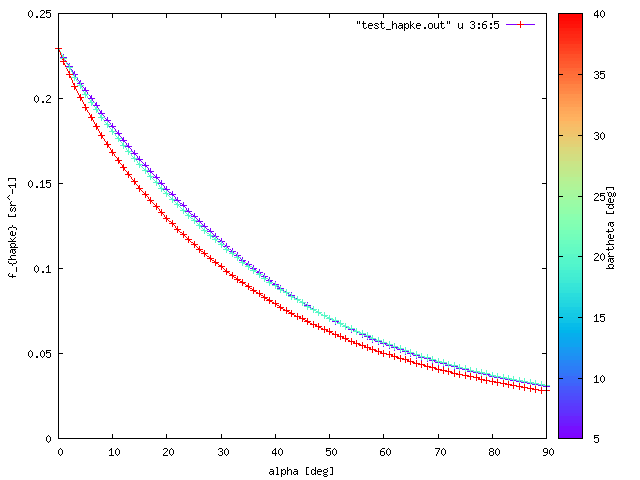 "test_hapke.out" u 3:6:5
f_{hapke} [sr^-1]
0.25
0.2
0.15
0.1
0.05
0
0 10 20 30 40 50 60 70 80 90
alpha [deg]
40
35
30
25
20
15
10
5
bartheta [deg]